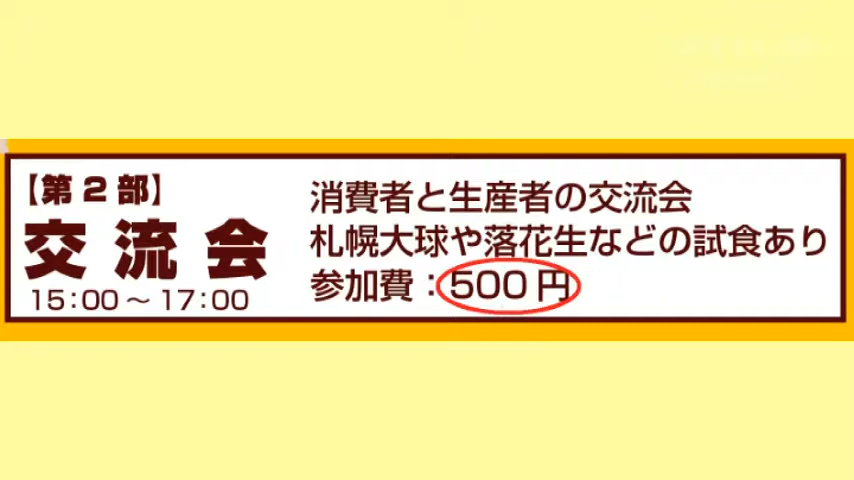 【第2部】
交流会
15:00～17:00
消費者と生産者の交流会
札幌大球や落花生などの試食あり
参加費：500円